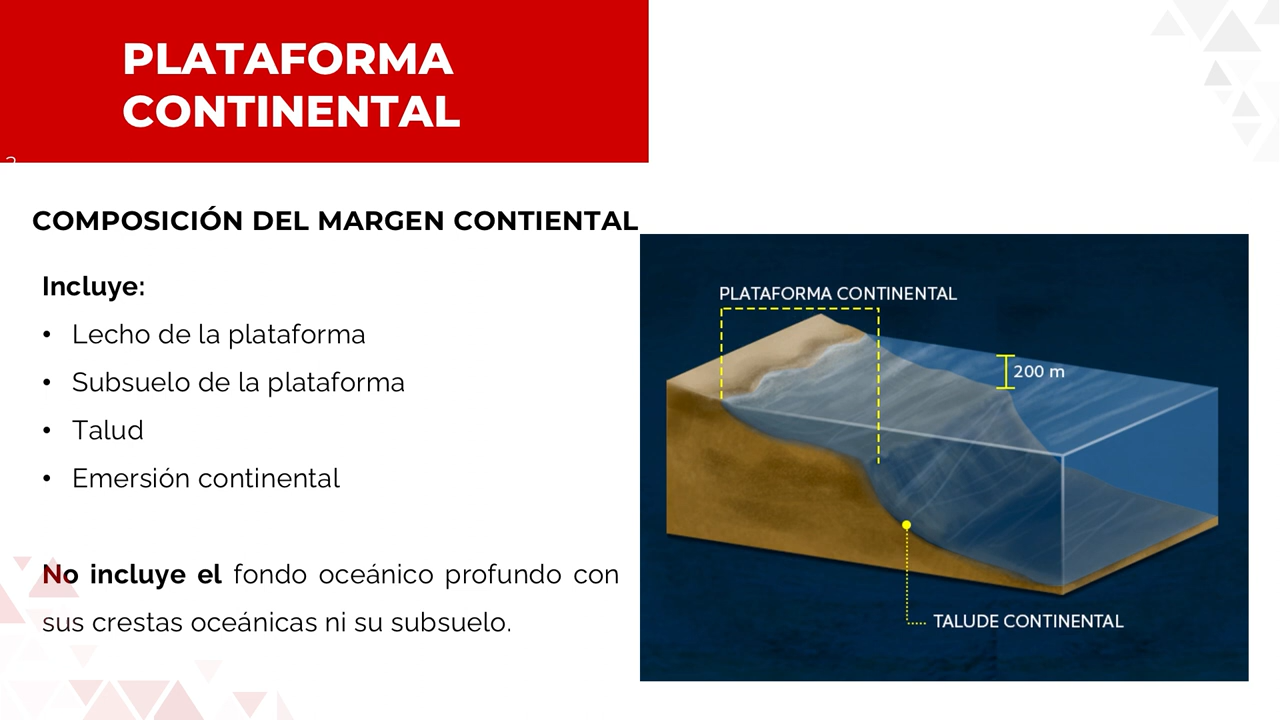 PLATAFORMA
CONTINENTAL
COMPOSICIÓN DEL MARGEN CONTIENTAL
Incluye:
• Lecho de la plataforma
• Subsuelo de la plataforma
• Talud
• Emersión continental
No incluye el fondo oceánico profundo con
sus crestas oceánicas ni su subsuelo.
PLATAFORMA CONTINENTAL
200 m
TALUDE CONTINENTAL